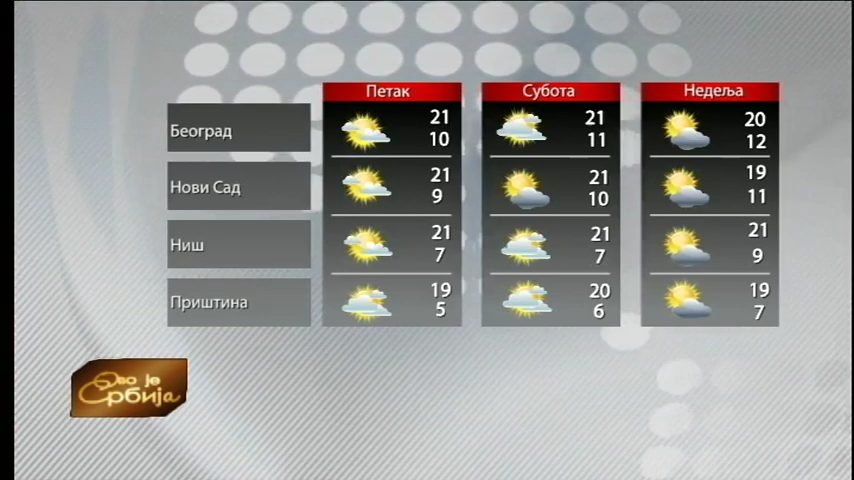 Петак Субота Недеља
Београд 21 21 20
10 11 12
Нови Сад 21 21 19
9 10 11
Ниш 21 21 21
7 7 9
Приштина 19 20 19
5 6 7
Ово је
Србија